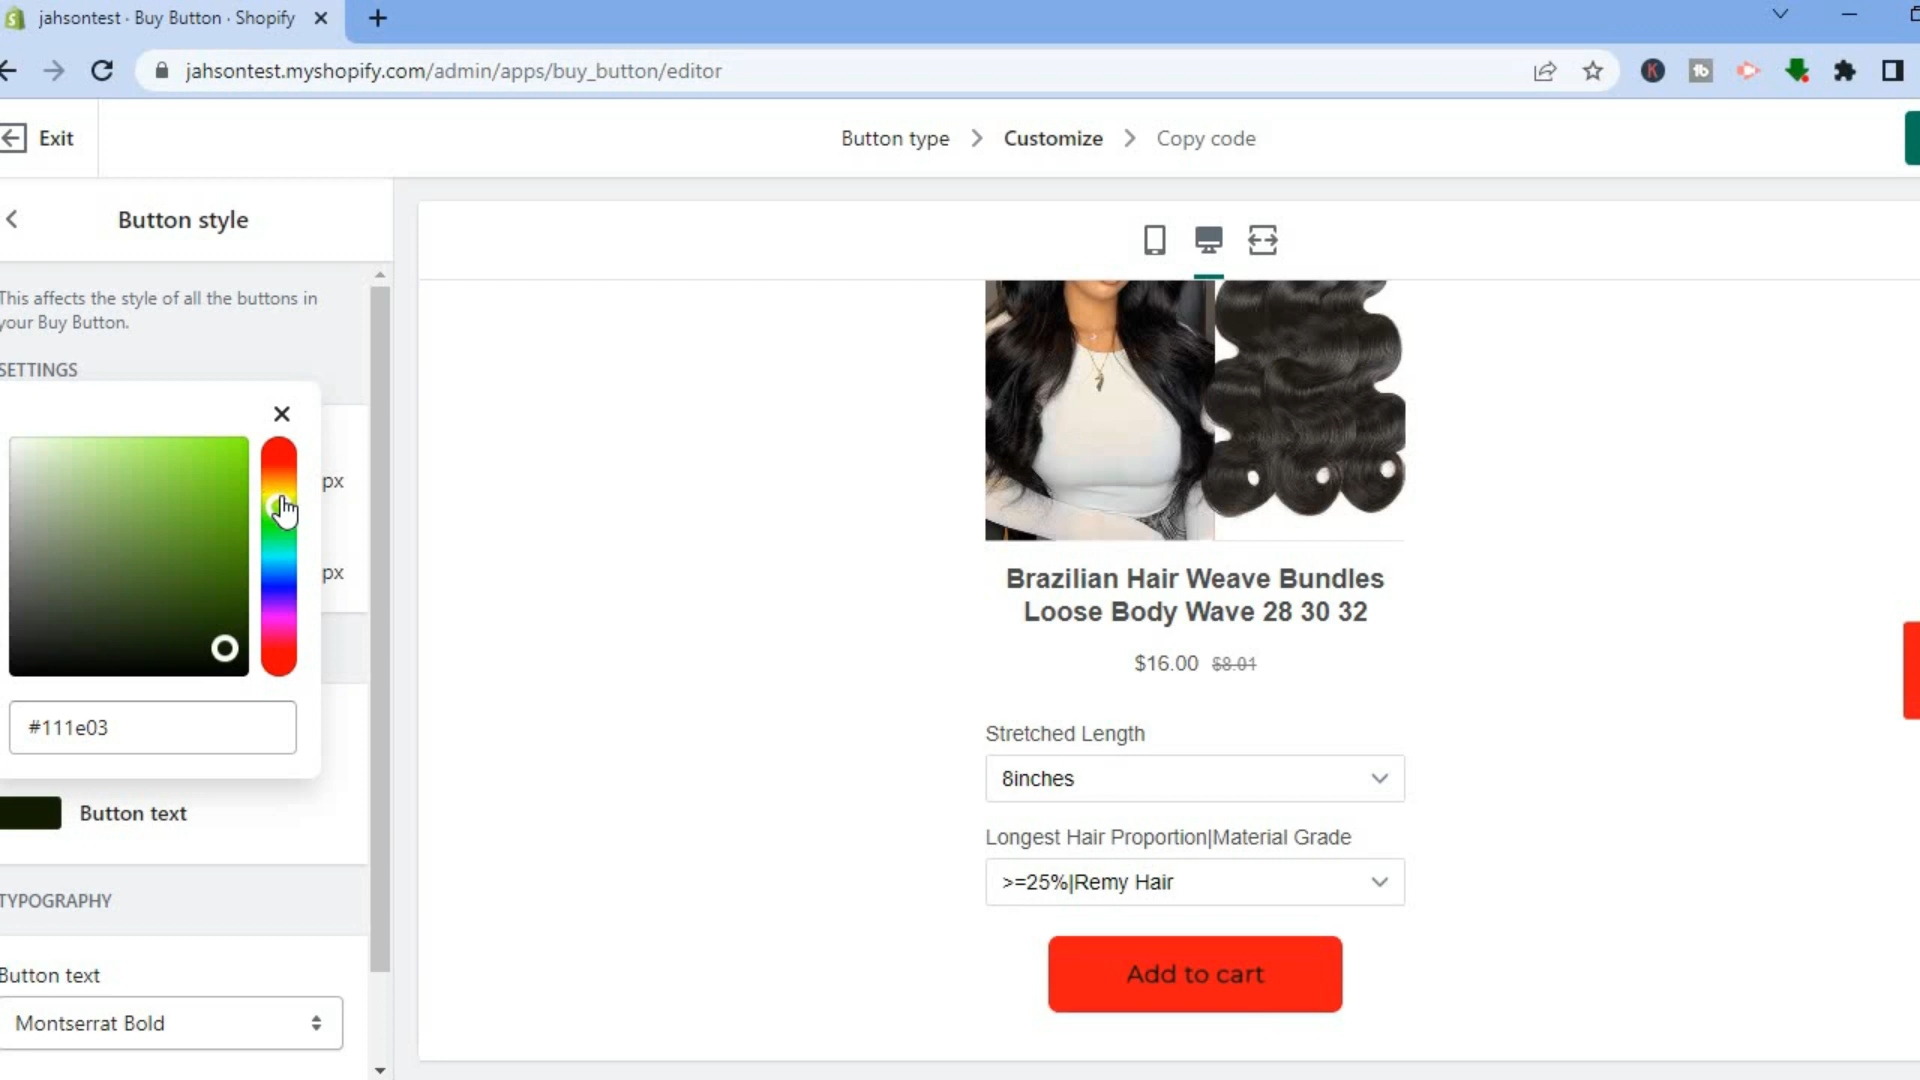 jahsontest · Buy Button · Shopify
jahsontest.myshopify.com/admin/apps/buy_button/editor
Exit
Button type
Customize
Copy code
Button style
This affects the style of all the buttons in
your Buy Button.
SETTINGS
px
px
#111e03
Button text
TYPOGRAPHY
Button text
Montserrat Bold
Brazilian Hair Weave Bundles
Loose Body Wave 28 30 32
$16.00 $8.01
Stretched Length
8inches
Longest Hair Proportion|Material Grade
>=25%|Remy Hair
Add to cart